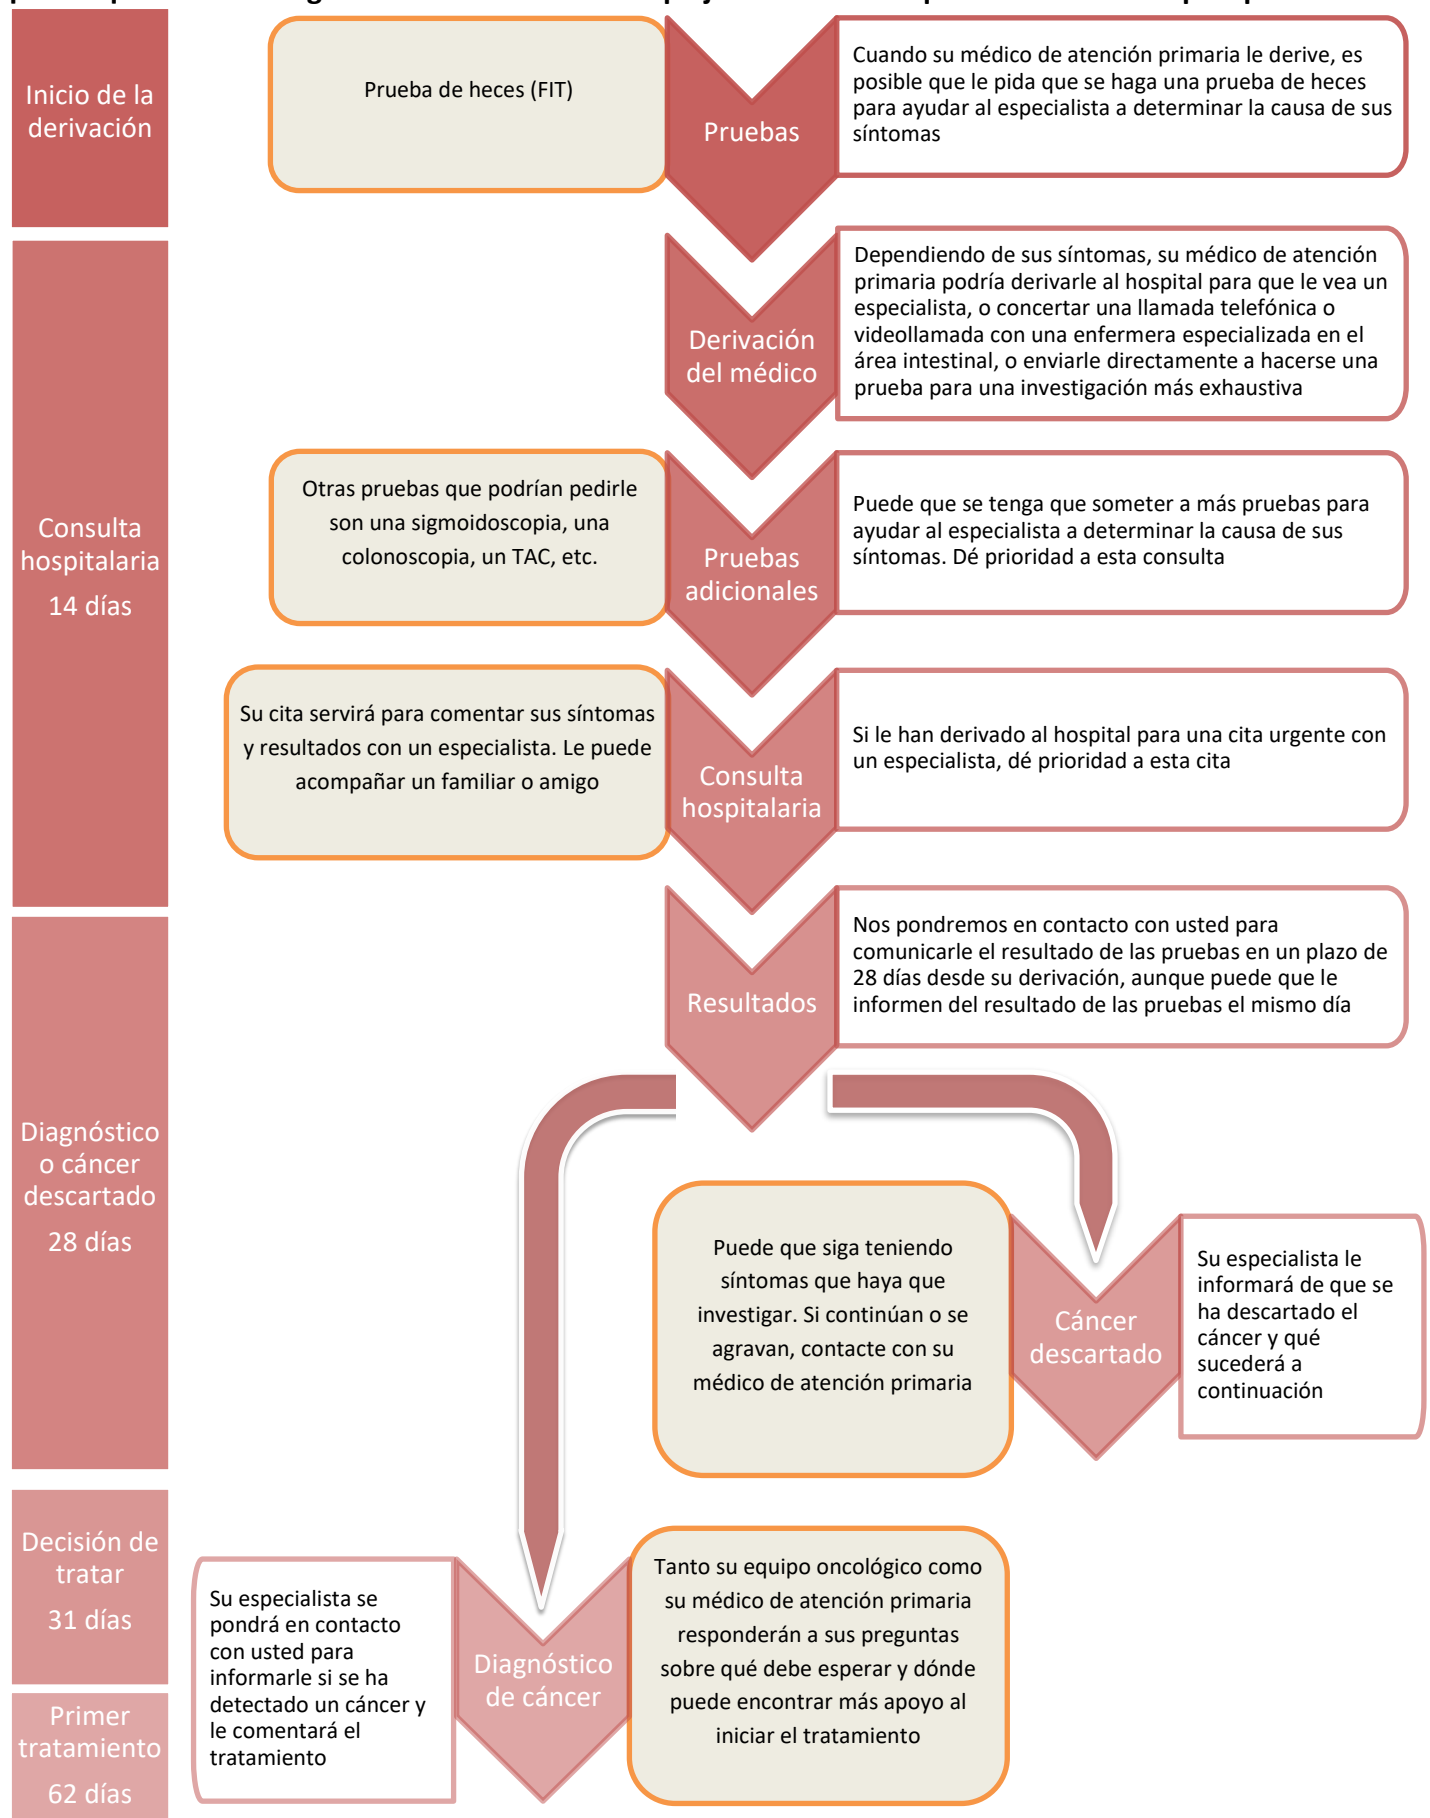 Inicio de la
derivación
Prueba de heces (FIT)
Pruebas
Cuando su médico de atención primaria le derive, es
posible que le pida que se haga una prueba de heces
para ayudar al especialista a determinar la causa de sus
síntomas
Consulta
hospitalaria
14 días
Derivación
del médico
Dependiendo de sus síntomas, su médico de atención
primaria podría derivarle al hospital para que le vea un
especialista, o concertar una llamada telefónica o
videollamada con una enfermera especializada en el
área intestinal, o enviarle directamente a hacerse una
prueba para una investigación más exhaustiva
Otras pruebas que podrían pedirle
son una sigmoidoscopia, una
colonoscopia, un TAC, etc.
Pruebas
adicionales
Puede que se tenga que someter a más pruebas para
ayudar al especialista a determinar la causa de sus
síntomas. Dé prioridad a esta consulta
Su cita servirá para comentar sus síntomas
y resultados con un especialista. Le puede
acompañar un familiar o amigo
Consulta
hospitalaria
Si le han derivado al hospital para una cita urgente con
un especialista, dé prioridad a esta cita
Diagnóstico
o cáncer
descartado
28 días
Resultados
Nos pondremos en contacto con usted para
comunicarle el resultado de las pruebas en un plazo de
28 días desde su derivación, aunque puede que le
informen del resultado de las pruebas el mismo día
Puede que siga teniendo
síntomas que haya que
investigar. Si continúan o se
agravan, contacte con su
médico de atención primaria
Cáncer
descartado
Su especialista le
informará de que se
ha descartado el
cáncer y qué
sucederá a
continuación
Decisión de
tratar
31 días
Su especialista se
pondrá en contacto
con usted para
informarle si se ha
detectado un cáncer y
le comentará el
tratamiento
Diagnóstico
de cáncer
Tanto su equipo oncológico como
su médico de atención primaria
responderán a sus preguntas
sobre qué debe esperar y dónde
puede encontrar más apoyo al
iniciar el tratamiento
Primer
tratamiento
62 días